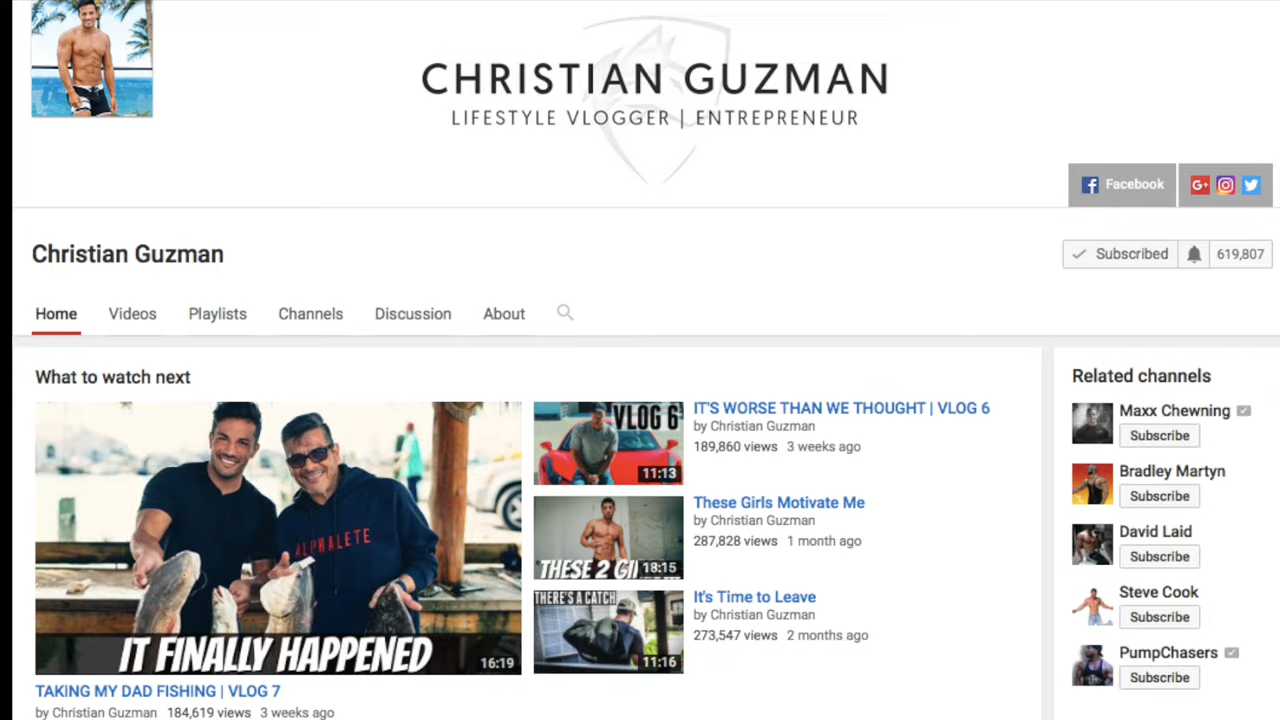 CHRISTIAN GUZMAN
LIFESTYLE VLOGGER | ENTREPRENEUR
Facebook
G+
Christian Guzman
Subscribed
619,807
Home
Videos
Playlists
Channels
Discussion
About
What to watch next
ALPHALETE
IT FINALLY HAPPENED
16:19
TAKING MY DAD FISHING | VLOG 7
by Christian Guzman 184,619 views 3 weeks ago
VLOG 6
11:13
IT'S WORSE THAN WE THOUGHT | VLOG 6
by Christian Guzman
189,860 views 3 weeks ago
THESE 2 GI
18:15
These Girls Motivate Me
by Christian Guzman
287,828 views 1 month ago
THERE'S A CATCH
11:16
It's Time to Leave
by Christian Guzman
273,547 views 2 months ago
Related channels
Maxx Chewning
Subscribe
Bradley Martyn
Subscribe
David Laid
Subscribe
Steve Cook
Subscribe
PumpChasers
Subscribe